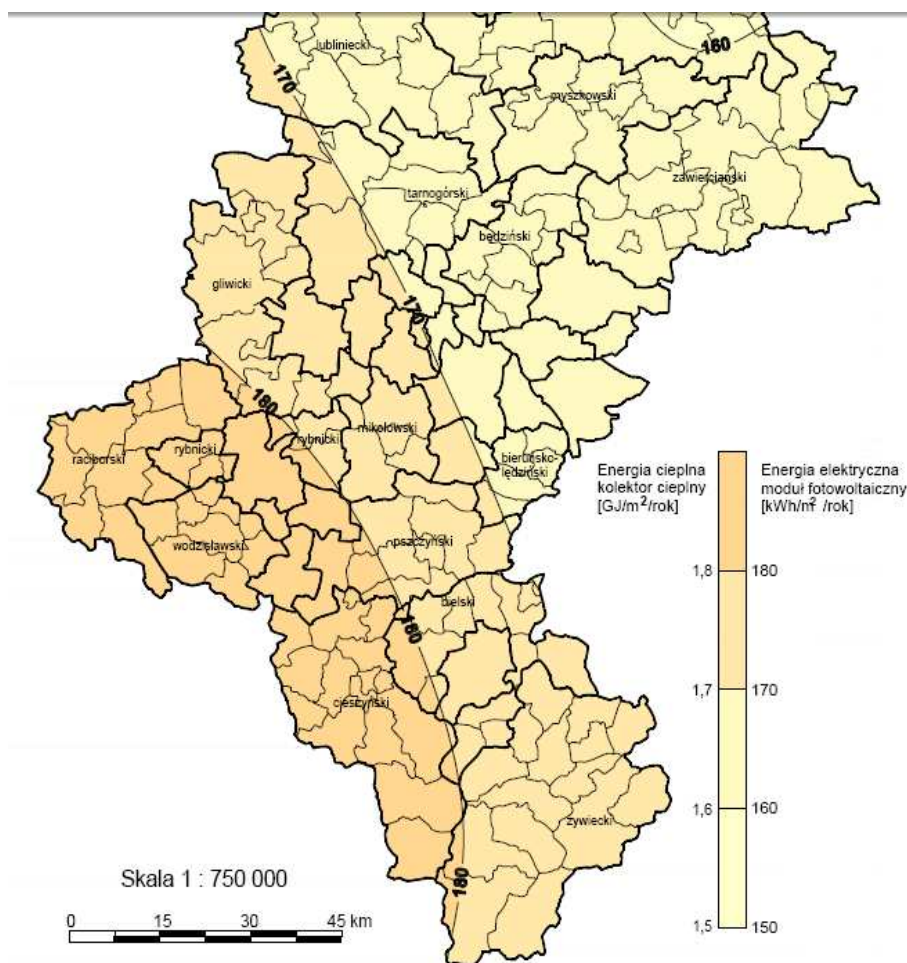 160
lubliniecki
170
myszkowski
zawierciański
tarnogórski
będziński
gliwicki
170
180
mikołowski
rybnicki
rybnicki
raciborski
bieruńsko-
lędziński
Energia cieplna
kolektor cieplny
[GJ/m²/rok]
Energia elektryczna
moduł fotowoltaiczny
[kWh/m² /rok]
wodzisławski
pszczyński
1,8
180
bielski
180
1,7
170
cieszyński
1,6
160
żywiecki
Skala 1 : 750 000
180
0 15 30 45 km
1,5
150